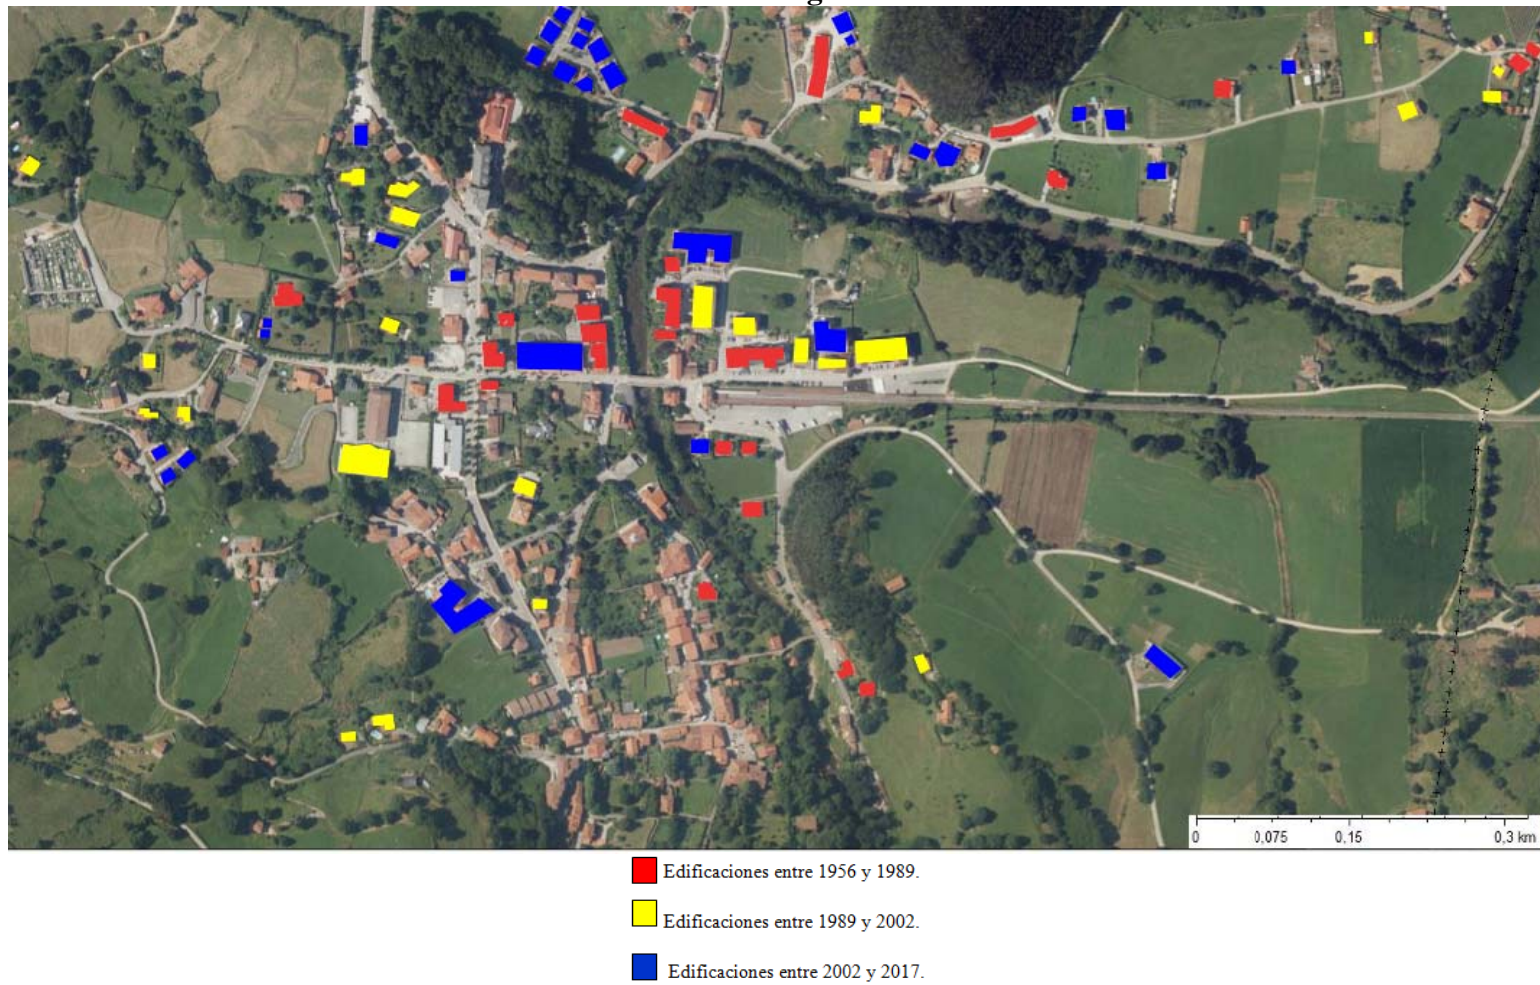 0 0,075 0,15 0,3 km
Edificaciones entre 1956 y 1989.
Edificaciones entre 1989 y 2002.
Edificaciones entre 2002 y 2017.